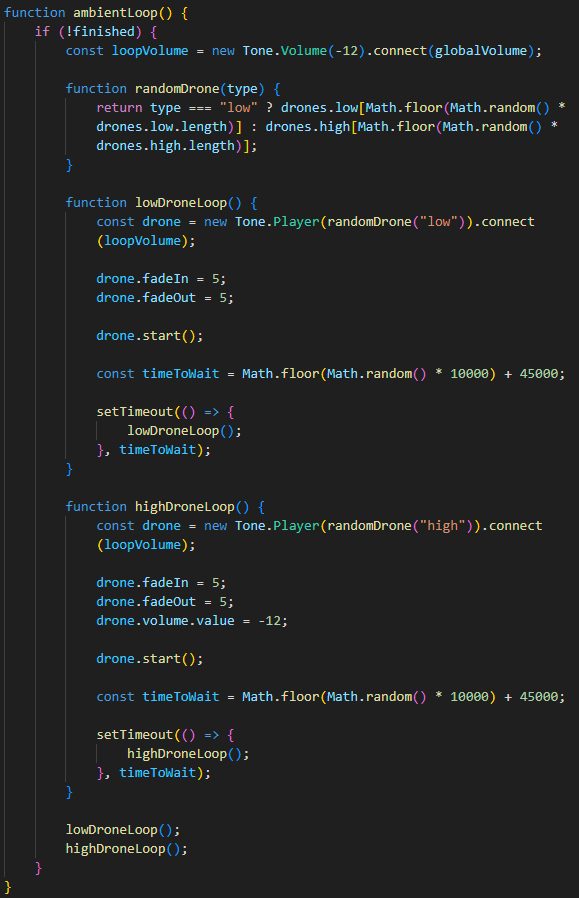 function ambientLoop() {
if (!finished) {
const loopVolume = new Tone.Volume(-12).connect(globalVolume);
function randomDrone(type) {
return type === "low" ? drones.low[Math.floor(Math.random() *
drones.low.length)] : drones.high[Math.floor(Math.random() *
drones.high.length)];
}
function lowDroneLoop() {
const drone = new Tone.Player(randomDrone("low")).connect
(loopVolume);
drone.fadeIn = 5;
drone.fadeOut = 5;
drone.start();
const timeToWait = Math.floor(Math.random() * 10000) + 45000;
setTimeout(() => {
lowDroneLoop();
}, timeToWait);
}
function highDroneLoop() {
const drone = new Tone.Player(randomDrone("high")).connect
(loopVolume);
drone.fadeIn = 5;
drone.fadeOut = 5;
drone.volume.value = -12;
drone.start();
const timeToWait = Math.floor(Math.random() * 10000) + 45000;
setTimeout(() => {
highDroneLoop();
}, timeToWait);
}
lowDroneLoop();
highDroneLoop();
}
}